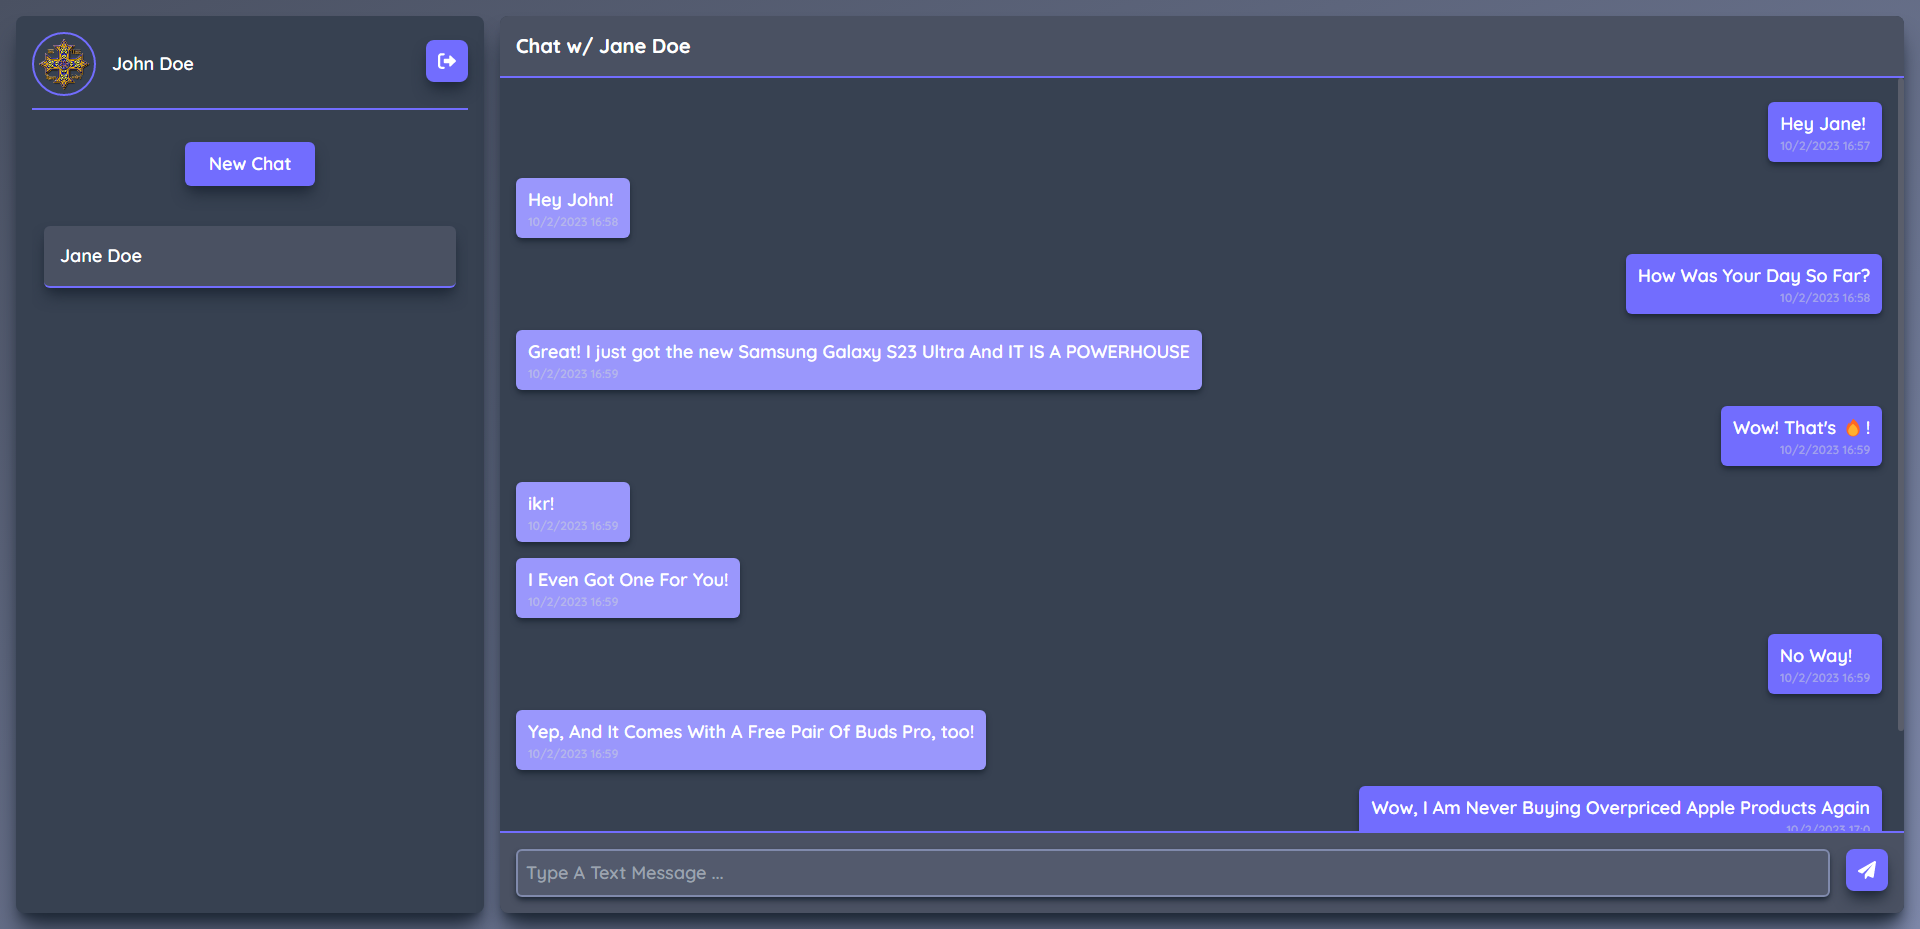 John Doe
New Chat
Jane Doe
Chat w/ Jane Doe
Hey Jane!
10/2/2023 16:57
Hey John!
10/2/2023 16:58
How Was Your Day So Far?
10/2/2023 16:58
Great! I just got the new Samsung Galaxy S23 Ultra And IT IS A POWERHOUSE
10/2/2023 16:59
Wow! That's 🔥!
10/2/2023 16:59
ikr!
10/2/2023 16:59
I Even Got One For You!
10/2/2023 16:59
No Way!
10/2/2023 16:59
Yep, And It Comes With A Free Pair Of Buds Pro, too!
10/2/2023 16:59
Wow, I Am Never Buying Overpriced Apple Products Again
10/2/2023 17:0
Type A Text Message ...